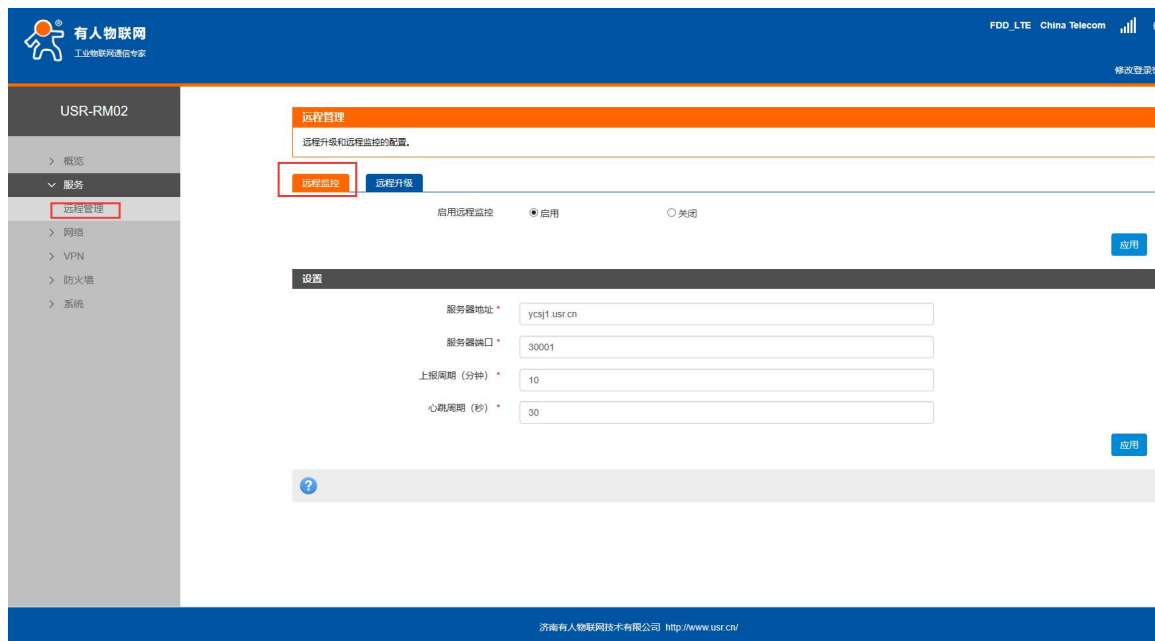 有人物联网
工业物联网通信专家
FDD_LTE China Telecom
修改登录
USR-RM02
> 概览
服务
远程管理
> 网络
> VPN
> 防火墙
> 系统
远程管理
远程升级和远程监控的配置。
远程监控 远程升级
启用远程监控 启用 关闭
应用
设置
服务器地址 * ycsj1.usr.cn
服务器端口 * 30001
上报周期（分钟） * 10
心跳周期（秒） * 30
应用
济南有人物联网技术有限公司 http://www.usr.cn/